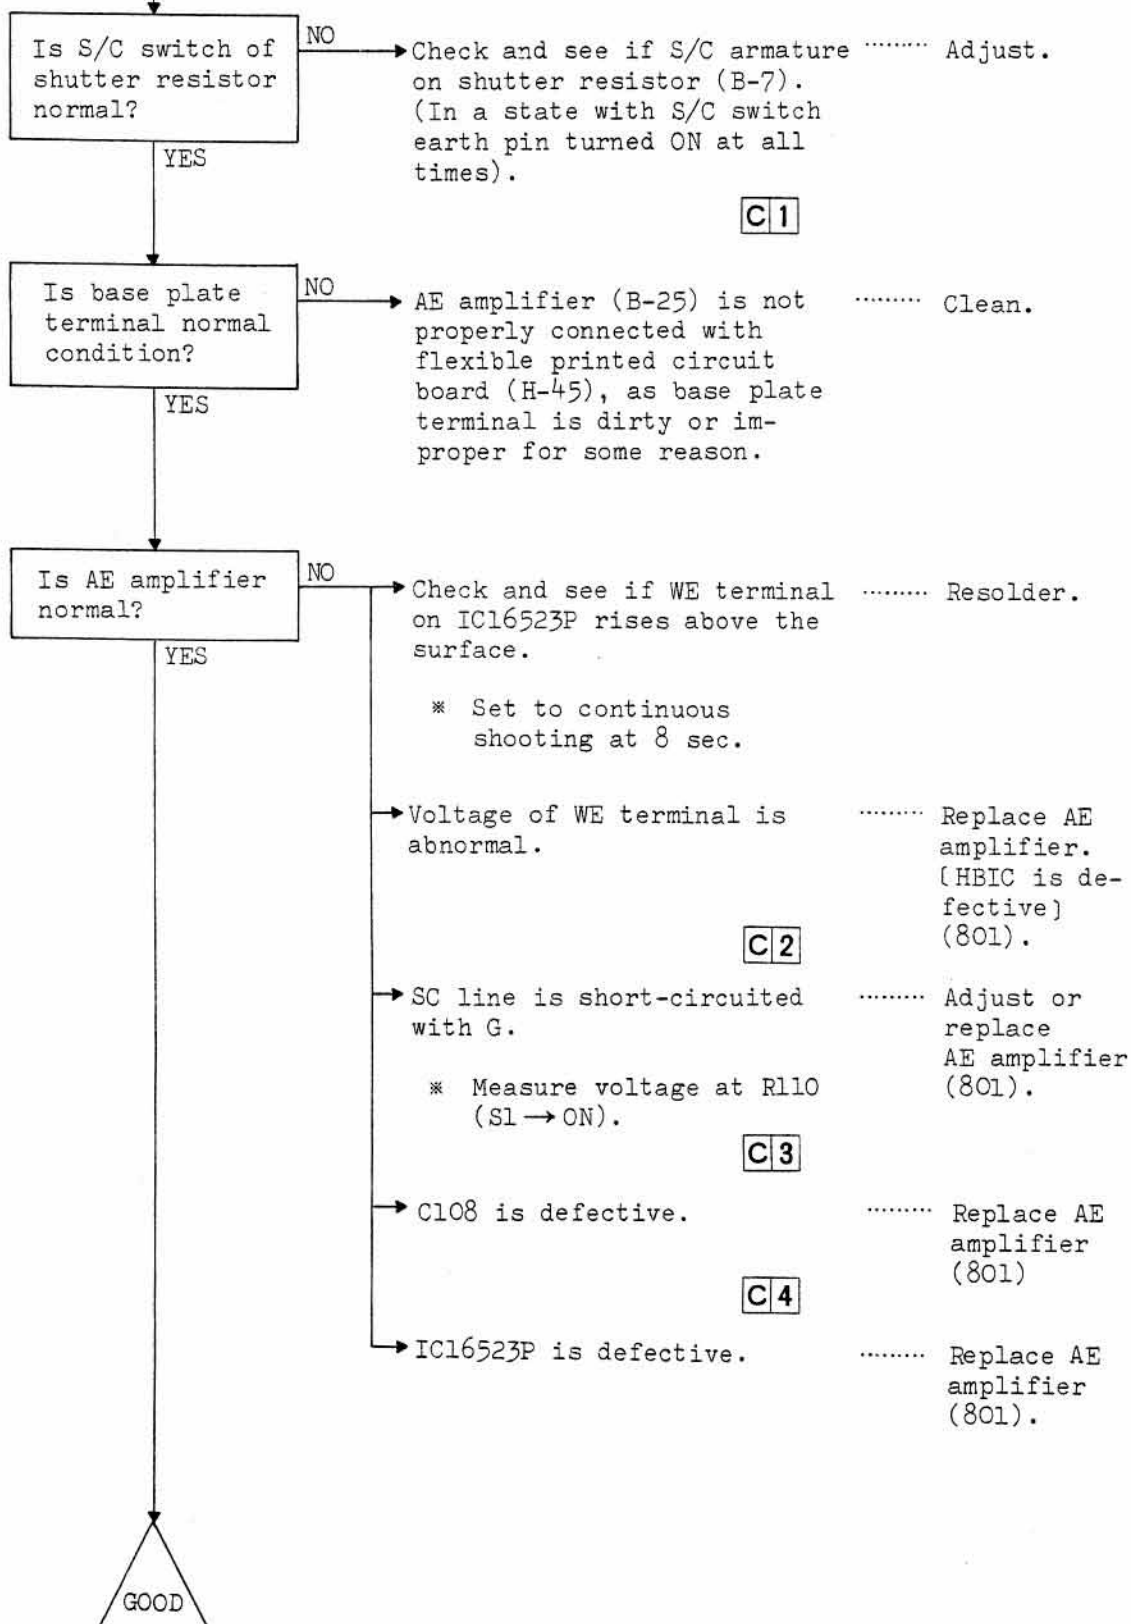 Is S/C switch of
shutter resistor
normal?
NO
Check and see if S/C armature
on shutter resistor (B-7).
(In a state with S/C switch
earth pin turned ON at all
times).
......... Adjust.
C 1
YES
Is base plate
terminal normal
condition?
NO
AE amplifier (B-25) is not
properly connected with
flexible printed circuit
board (H-45), as base plate
terminal is dirty or im-
proper for some reason.
......... Clean.
YES
Is AE amplifier
normal?
NO
Check and see if WE terminal
on IC16523P rises above the
surface.
......... Resolder.
※ Set to continuous
shooting at 8 sec.
YES
Voltage of WE terminal is
abnormal.
......... Replace AE
amplifier.
[HBIC is de-
fective]
(801).
C 2
SC line is short-circuited
with G.
......... Adjust or
replace
AE amplifier
(801).
※ Measure voltage at R110
(S1 → ON).
C 3
C108 is defective.
......... Replace AE
amplifier
(801)
C 4
IC16523P is defective.
......... Replace AE
amplifier
(801).
GOOD